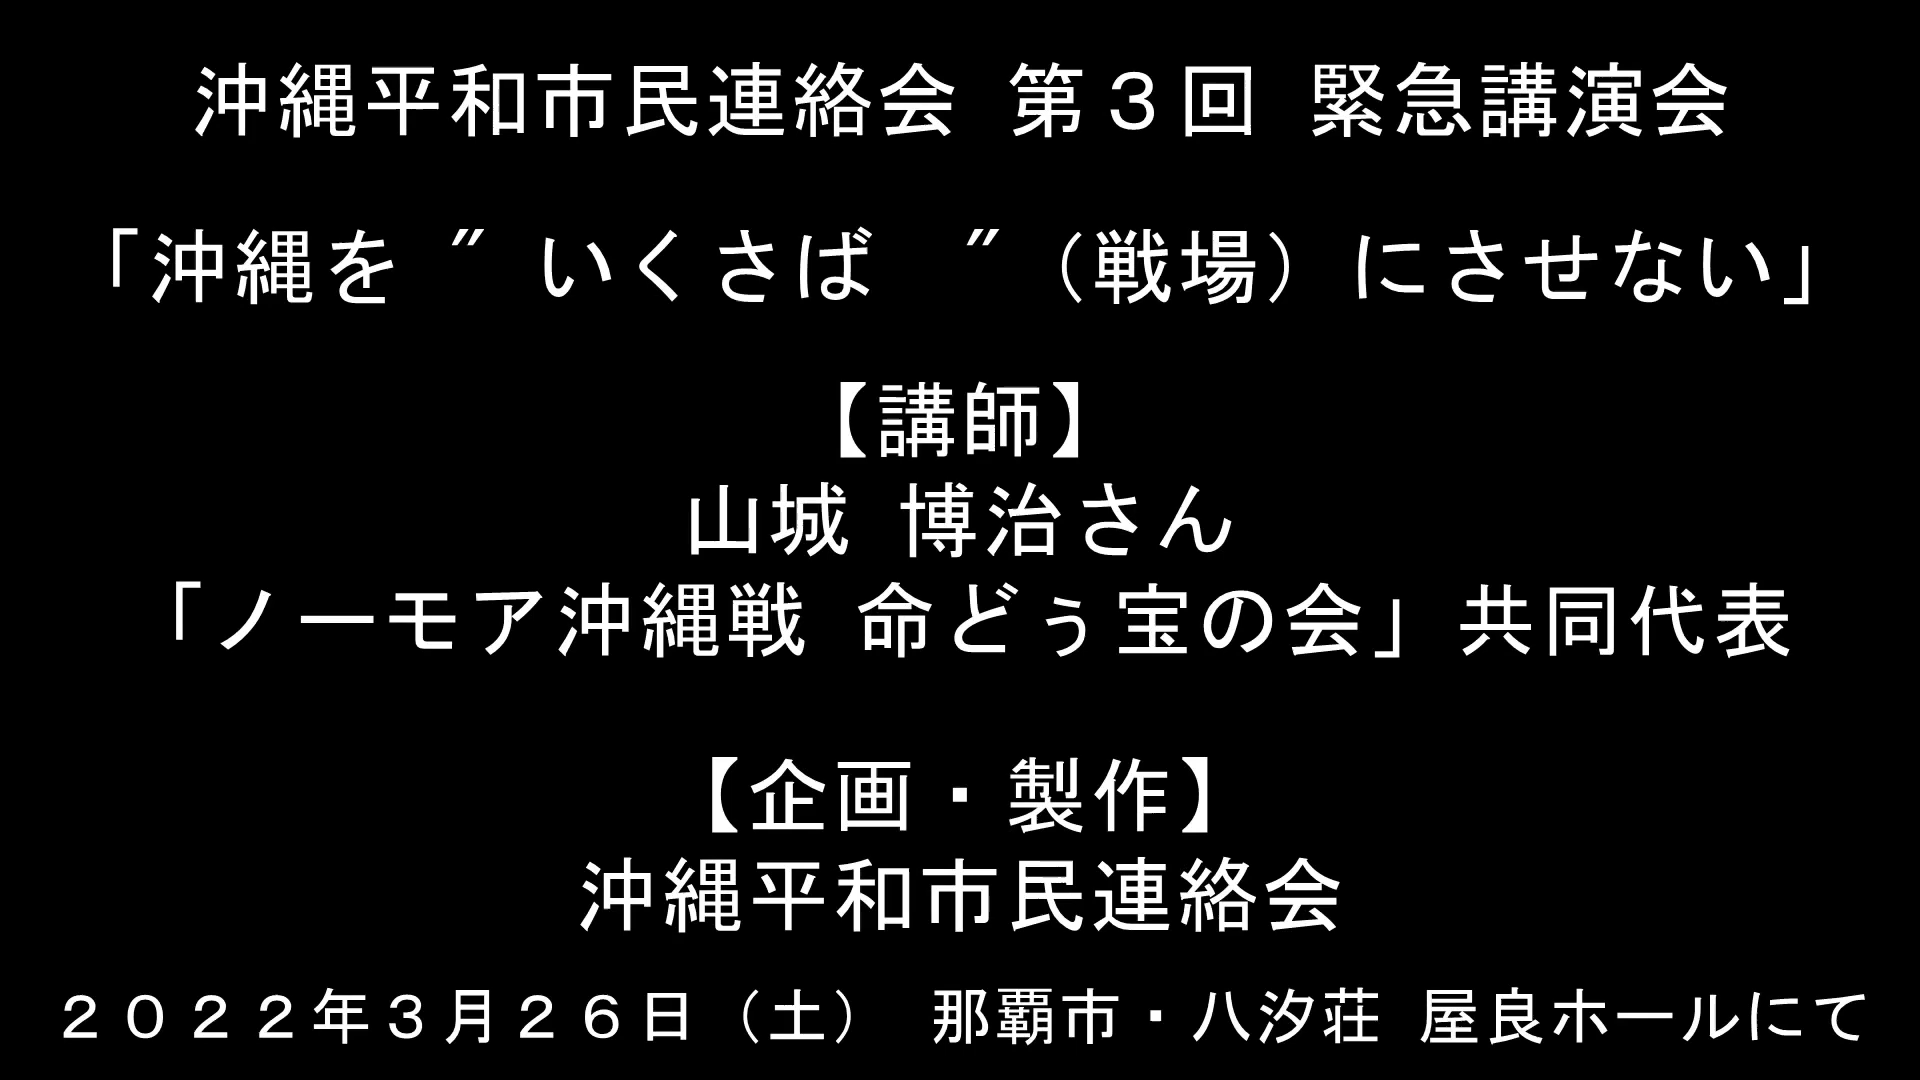 沖縄平和市民連絡会 第３回 緊急講演会
「沖縄を〃いくさば 〃（戦場）にさせない」
【講師】
山城 博治さん
「ノーモア沖縄戦 命どぅ宝の会」共同代表
【企画・製作】
沖縄平和市民連絡会
２０２２年３月２６日（土） 那覇市・八汐荘 屋良ホールにて